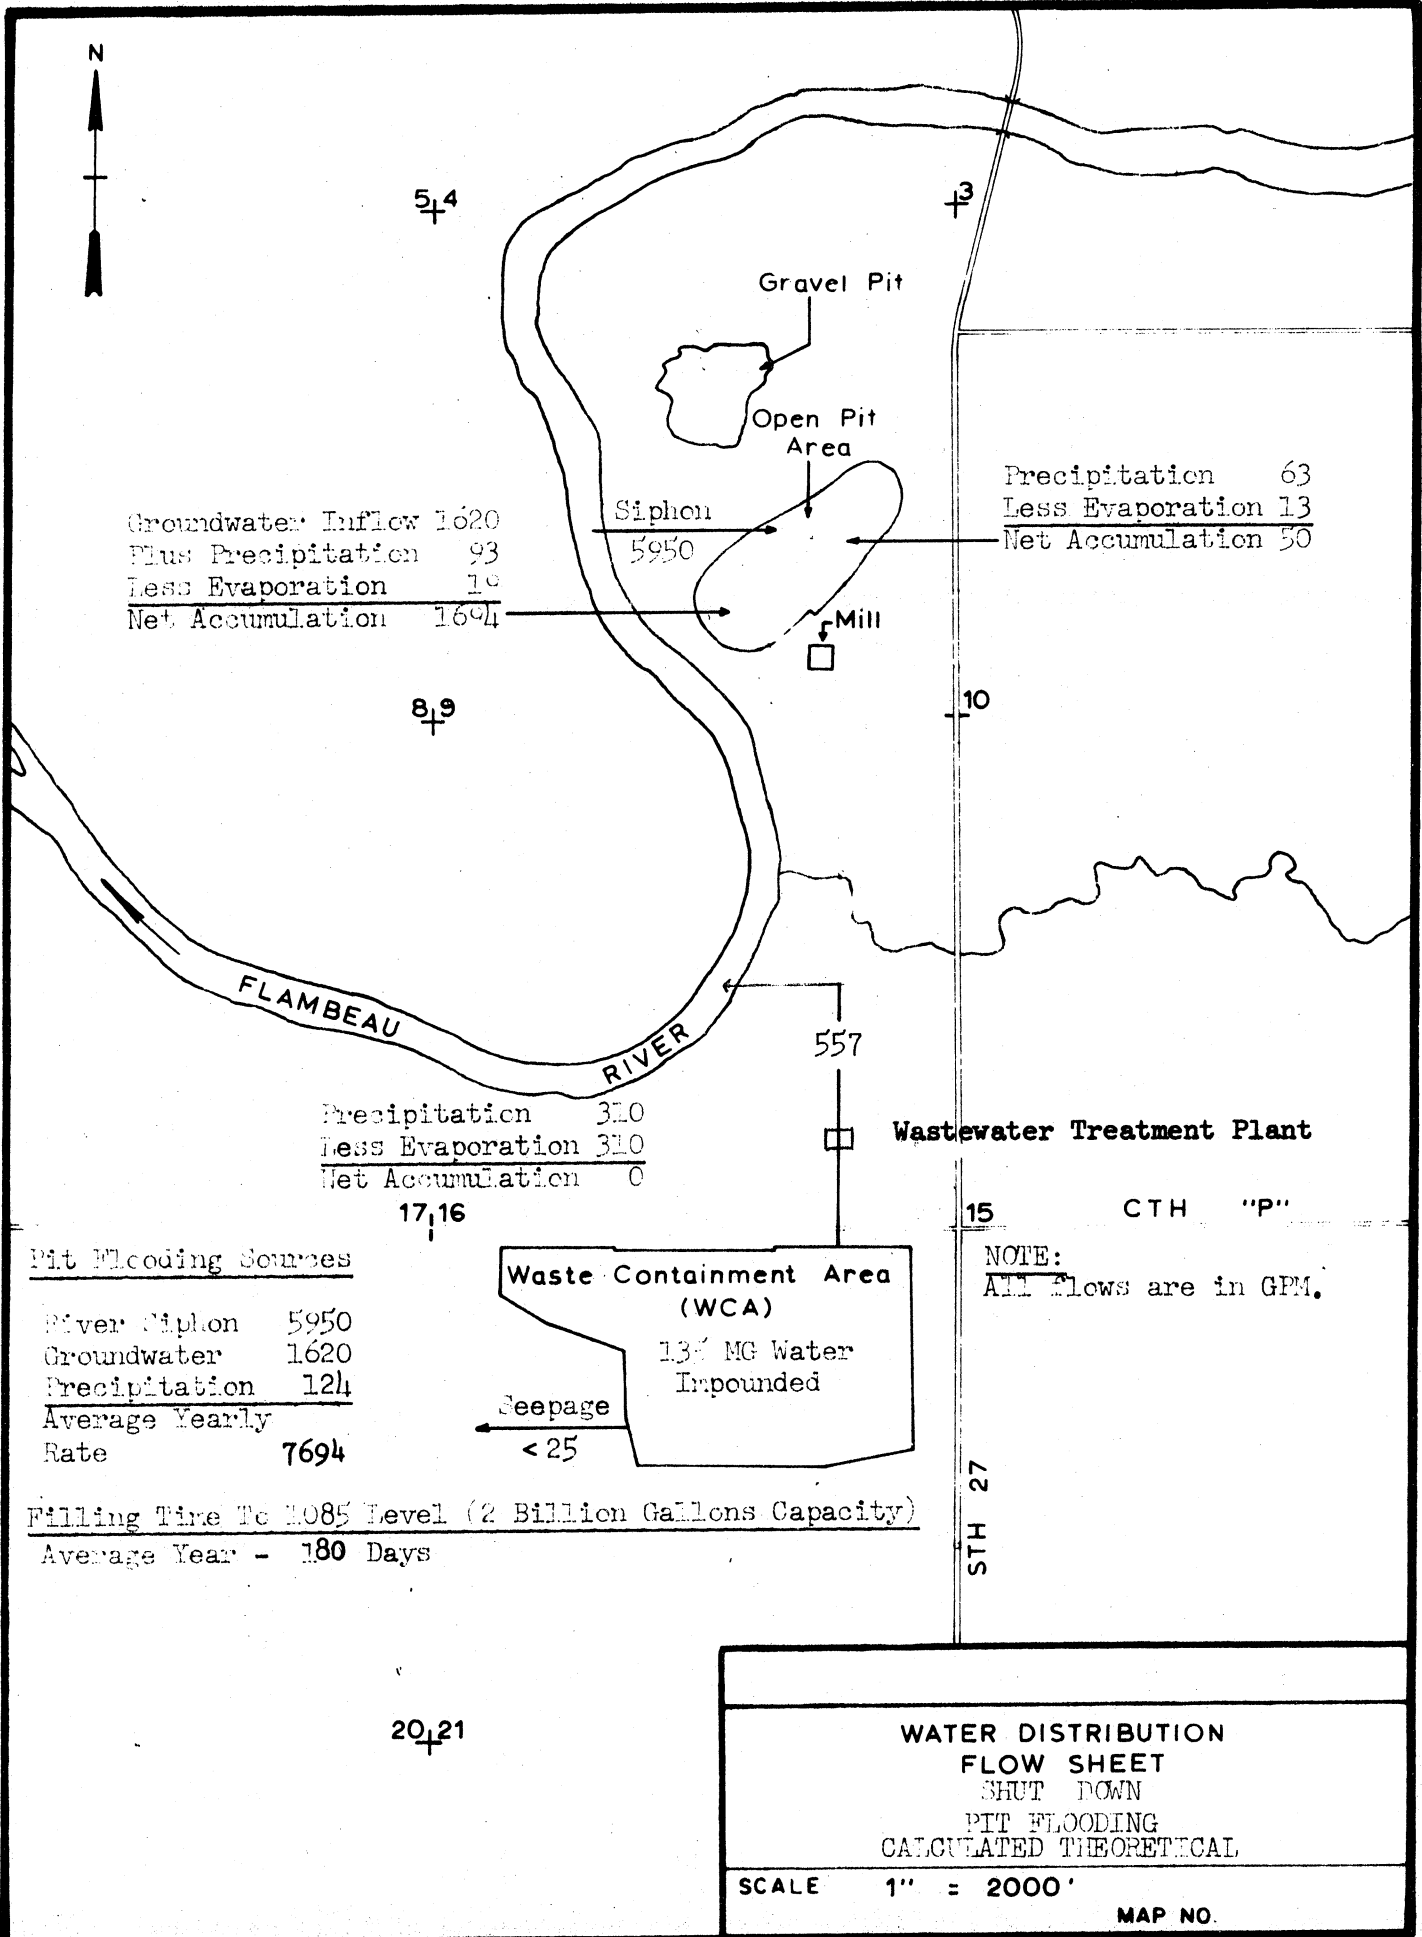 N
5 4
3
Gravel Pit
Open Pit
Area
Precipitation 63
Less Evaporation 13
Net Accumulation 50
Groundwater Inflow 1620
Plus Precipitation 93
Less Evaporation 19
Net Accumulation 1694
Siphon
5950
Mill
8 9
10
FLAMBEAU
RIVER
557
Precipitation 310
Less Evaporation 310
Net Accumulation 0
Wastewater Treatment Plant
17 16
15
CTH "P"
Pit Flooding Sources
River Siphon 5950
Groundwater 1620
Precipitation 124
Average Yearly
Rate 7694
Waste Containment Area
(WCA)
MG Water
Impounded
Seepage
< 25
NOTE:
All flows are in GPM.
Filling Time To 1085 Level (2 Billion Gallons Capacity)
Average Year - 180 Days
STH 27
20 21
WATER DISTRIBUTION
FLOW SHEET
SHUT DOWN
PIT FLOODING
CALCULATED THEORETICAL
SCALE 1" = 2000'
MAP NO.